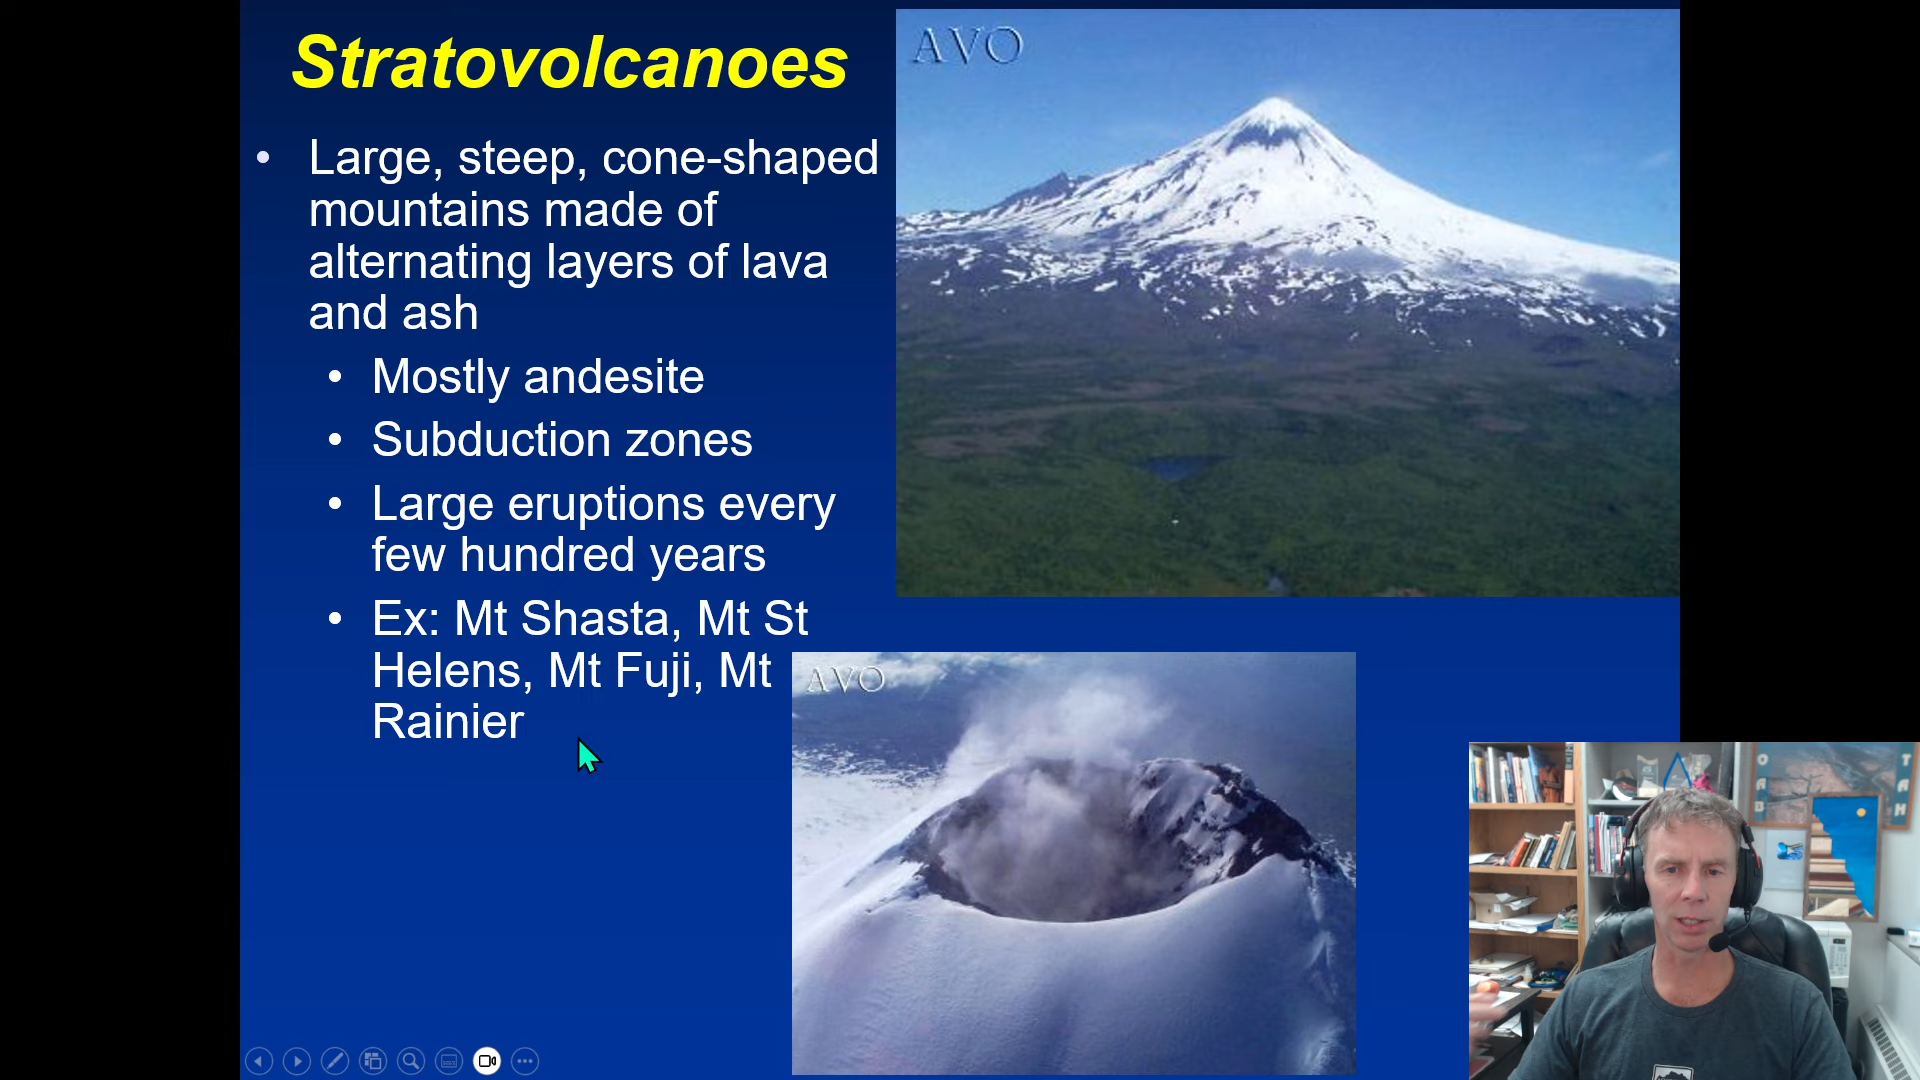 Stratovolcanoes
• Large, steep, cone-shaped
mountains made of
alternating layers of lava
and ash
• Mostly andesite
• Subduction zones
• Large eruptions every
few hundred years
• Ex: Mt Shasta, Mt St
Helens, Mt Fuji, Mt
Rainier
AVO
AVO